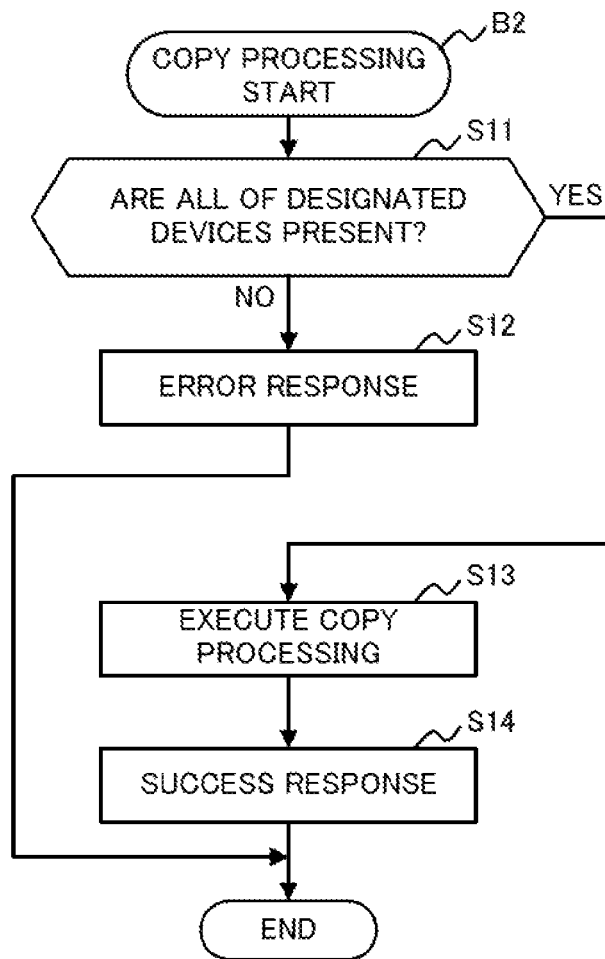 B2
COPY PROCESSING
START
S11
ARE ALL OF DESIGNATED
DEVICES PRESENT?
YES
NO
S12
ERROR RESPONSE
S13
EXECUTE COPY
PROCESSING
S14
SUCCESS RESPONSE
END